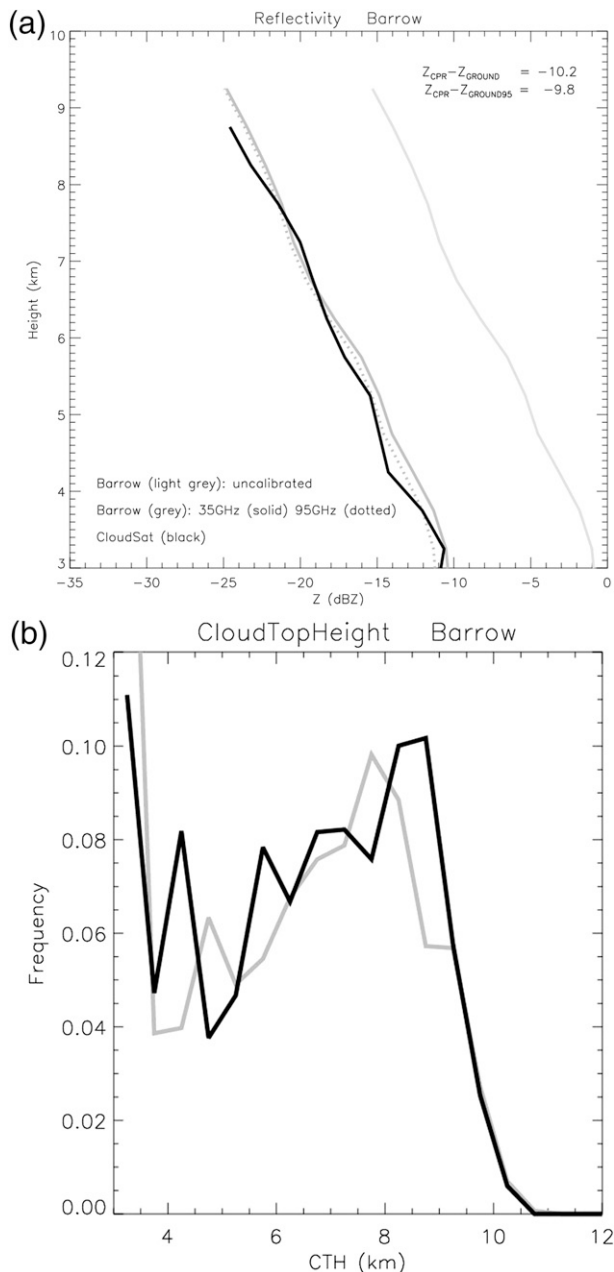 (a)
Reflectivity Barrow
10
9
8
7
6
5
4
3
Height (km)
Z_CPR−Z_GROUND = −10.2
Z_CPR−Z_GROUND95 = −9.8
Barrow (light grey): uncalibrated
Barrow (grey): 35GHz (solid) 95GHz (dotted)
CloudSat (black)
−35 −30 −25 −20 −15 −10 −5 0
Z (dBZ)
(b)
CloudTopHeight Barrow
0.12
0.10
0.08
0.06
0.04
0.02
0.00
Frequency
4 6 8 10 12
CTH (km)